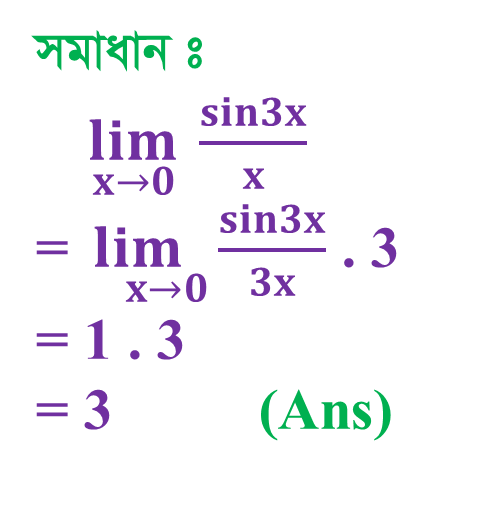 সমাধান ঃ
lim x→0 sin3x/x
= lim x→0 sin3x/3x . 3
= 1 . 3
= 3 (Ans)